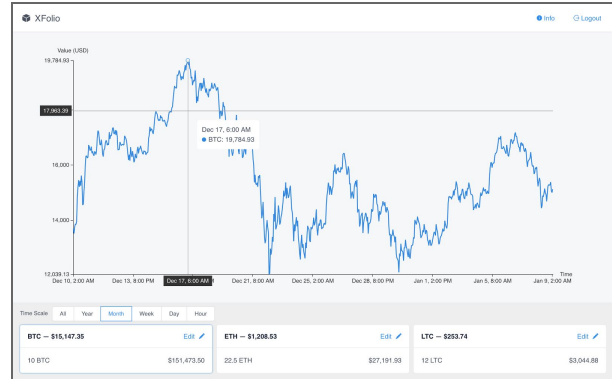 XFolio
Info
Logout
Value (USD)
19,784.93
17,963.39
Dec 17, 6:00 AM
BTC: 19,784.93
16,000
14,000
12,039.13
Time
Dec 10, 2:00 AM Dec 13, 8:00 PM Dec 17, 6:00 AM Dec 21, 8:00 AM Dec 25, 2:00 AM Dec 28, 8:00 PM Jan 1, 2:00 PM Jan 5, 8:00 AM Jan 9, 2:00 AM
Time Scale All Year Month Week Day Hour
BTC — $15,147.35 Edit
ETH — $1,208.53 Edit
LTC — $253.74 Edit
10 BTC $151,473.50
22.5 ETH $27,191.93
12 LTC $3,044.88